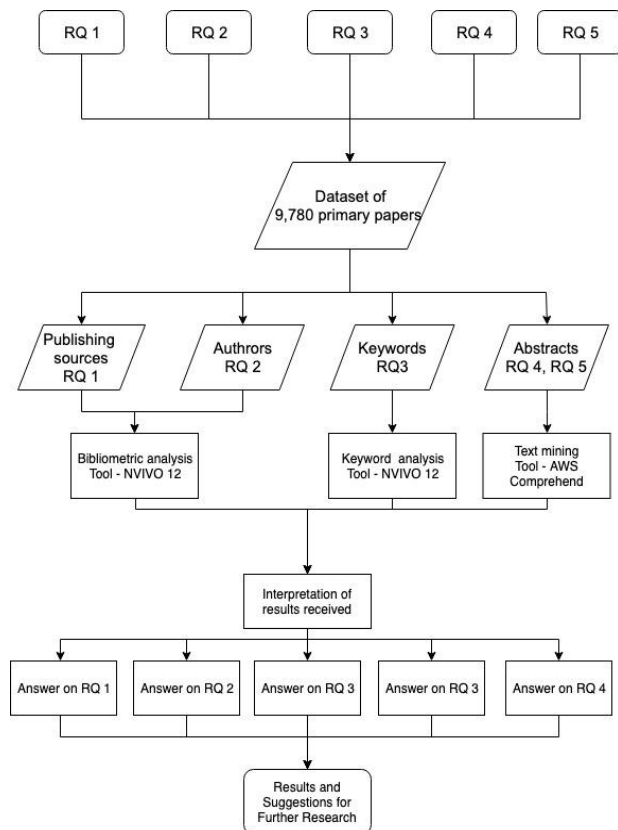 RQ 1
RQ 2
RQ 3
RQ 4
RQ 5
Dataset of
9,780 primary papers
Publishing
sources
RQ 1
Authrors
RQ 2
Keywords
RQ3
Abstracts
RQ 4, RQ 5
Bibliometric analysis
Tool - NVIVO 12
Keyword analysis
Tool - NVIVO 12
Text mining
Tool - AWS
Comprehend
Interpretation of
results received
Answer on RQ 1
Answer on RQ 2
Answer on RQ 3
Answer on RQ 3
Answer on RQ 4
Results and
Suggestions for
Further Research